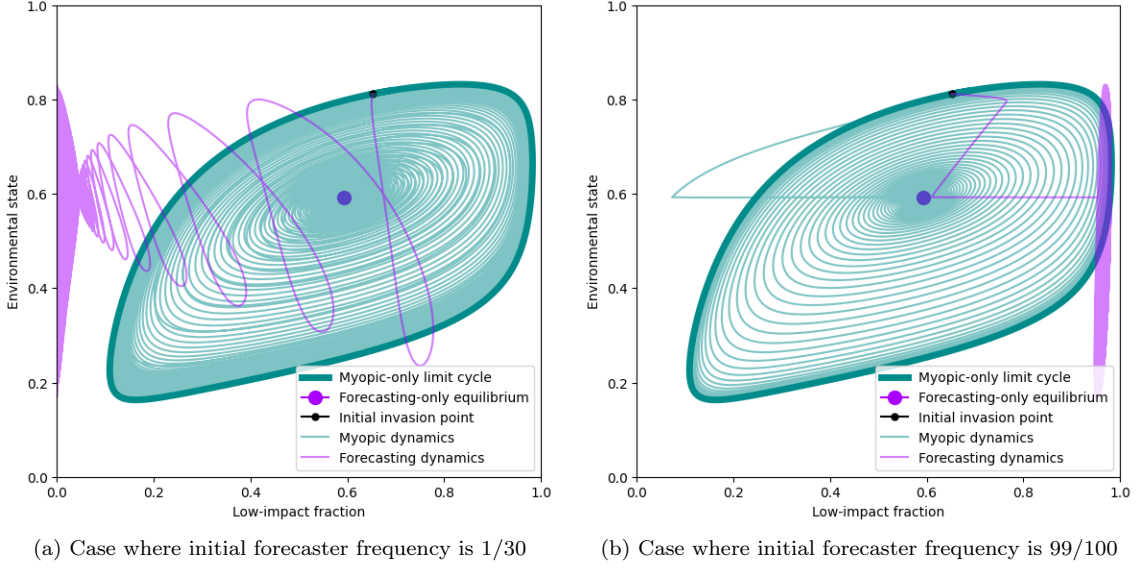 1.0
0.8
0.6
0.4
0.2
0.0
Environmental state
0.0 0.2 0.4 0.6 0.8 1.0
Low-impact fraction
Myopic-only limit cycle
Forecasting-only equilibrium
Initial invasion point
Myopic dynamics
Forecasting dynamics
(a) Case where initial forecaster frequency is 1/30
1.0
0.8
0.6
0.4
0.2
0.0
Environmental state
0.0 0.2 0.4 0.6 0.8 1.0
Low-impact fraction
Myopic-only limit cycle
Forecasting-only equilibrium
Initial invasion point
Myopic dynamics
Forecasting dynamics
(b) Case where initial forecaster frequency is 99/100